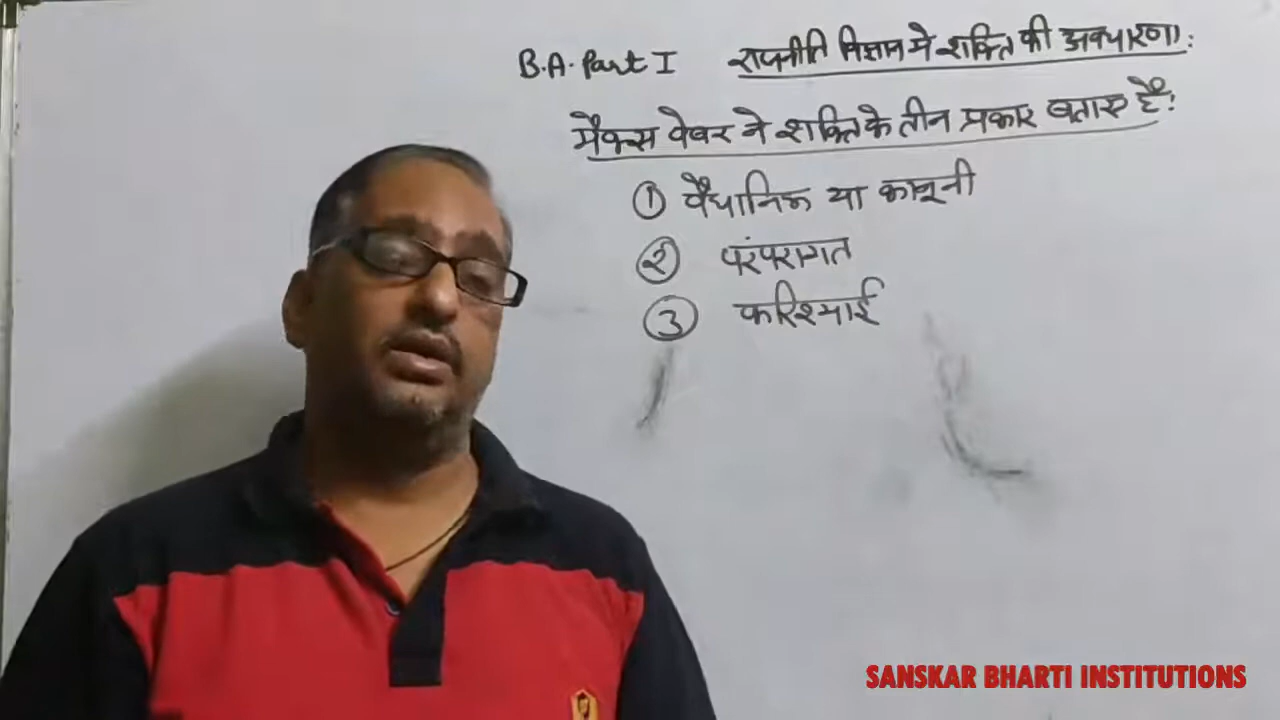 B.A. Part I राजनीति विज्ञान मे शक्ति की अवधारणा:
मैक्स वेबर ने शक्ति के तीन प्रकार बताए है:
① वैधानिक या कानूनी
② परंपरागत
③ करिश्माई
SANSKAR BHARTI INSTITUTIONS